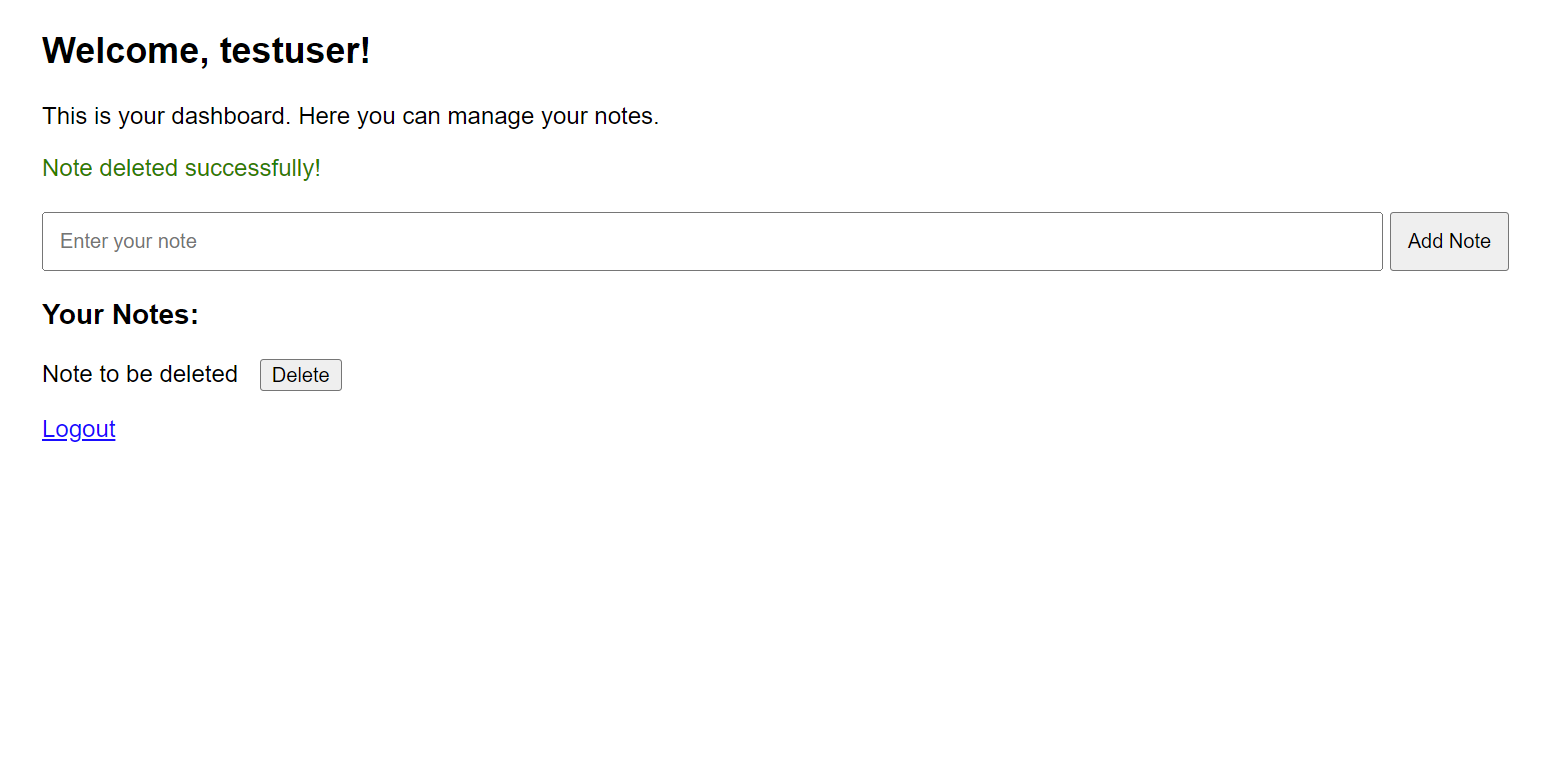 Welcome, testuser!
This is your dashboard. Here you can manage your notes.
Note deleted successfully!
Enter your note
Add Note
Your Notes:
Note to be deleted
Delete
Logout